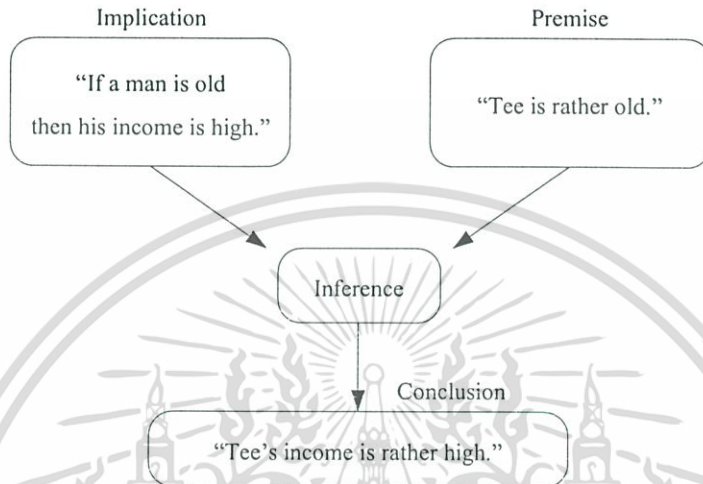 Implication
Premise
“If a man is old
then his income is high.”
“Tee is rather old.”
Inference
Conclusion
“Tee’s income is rather high.”